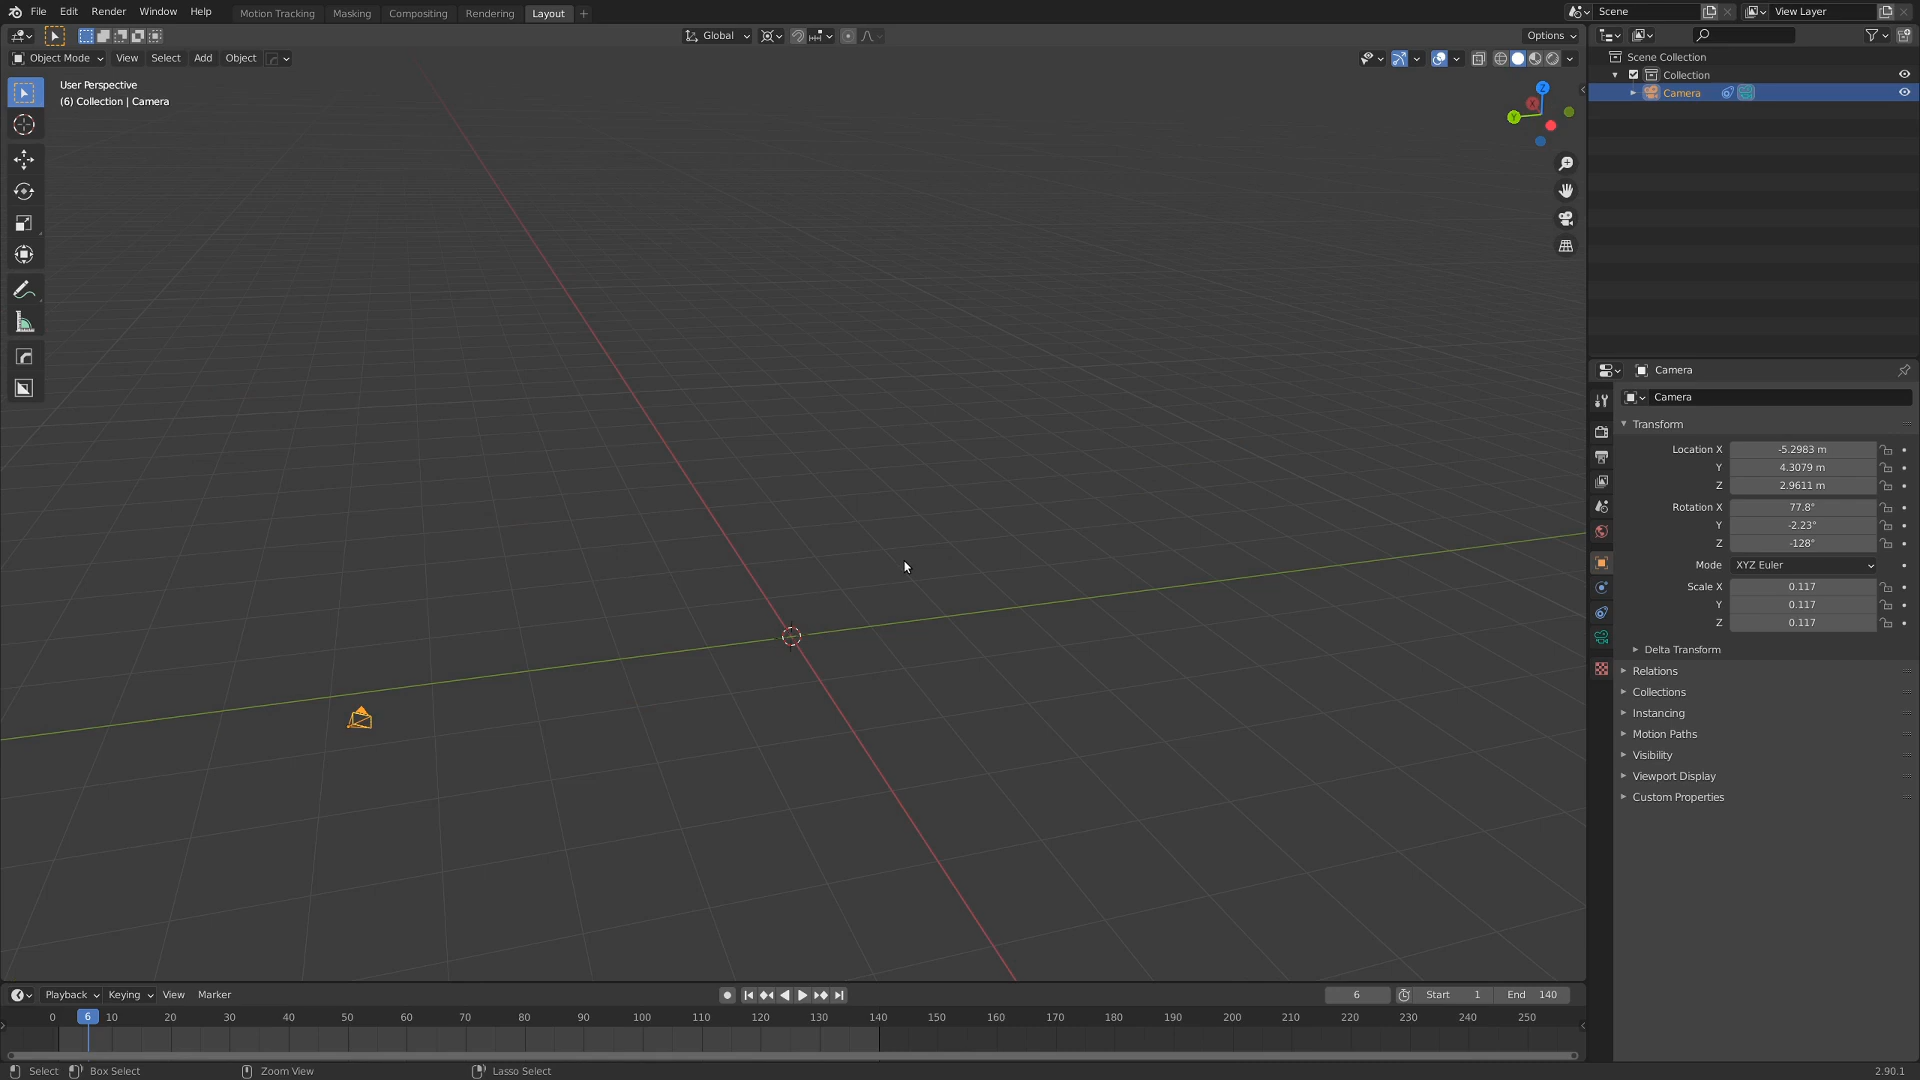 File Edit Render Window Help Motion Tracking Masking Compositing Rendering Layout + Scene View Layer
Global Options
Object Mode View Select Add Object
User Perspective
(6) Collection | Camera
Z
X
Y
Scene Collection
Collection
Camera
Camera
Camera
Transform
Location X -5.2983 m
Y 4.3079 m
Z 2.9611 m
Rotation X 77.8°
Y -2.23°
Z -128°
Mode XYZ Euler
Scale X 0.117
Y 0.117
Z 0.117
Delta Transform
Relations
Collections
Instancing
Motion Paths
Visibility
Viewport Display
Custom Properties
Playback Keying View Marker 6 Start 1 End 140
0 6 10 20 30 40 50 60 70 80 90 100 110 120 130 140 150 160 170 180 190 200 210 220 230 240 250
Select Box Select Zoom View Lasso Select 2.90.1